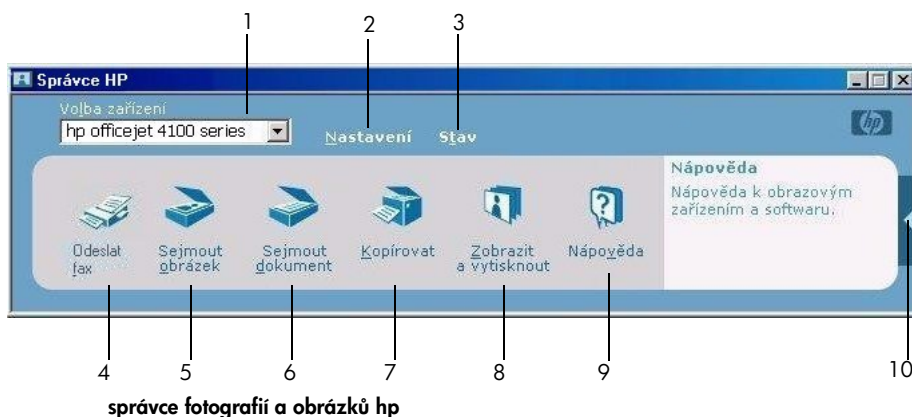 1 2 3
Správce HP
Volba zařízení
hp officejet 4100 series
Nastavení Stav
hp
Nápověda
Nápověda k obrazovým
zařízením a softwaru.
Odeslat
fax
Sejmout
obrázek
Sejmout
dokument
Kopírovat
Zobrazit
a vytisknout
Nápověda
4 5 6 7 8 9 10
správce fotografií a obrázků hp